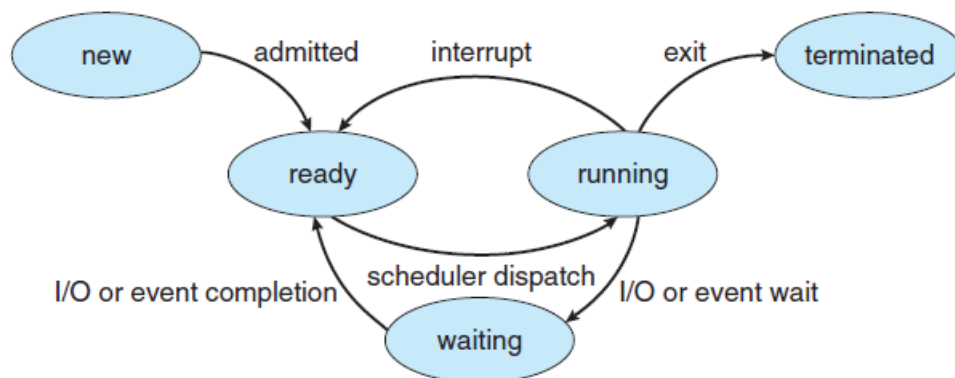 new
admitted
interrupt
exit
terminated
ready
running
scheduler dispatch
I/O or event completion
I/O or event wait
waiting